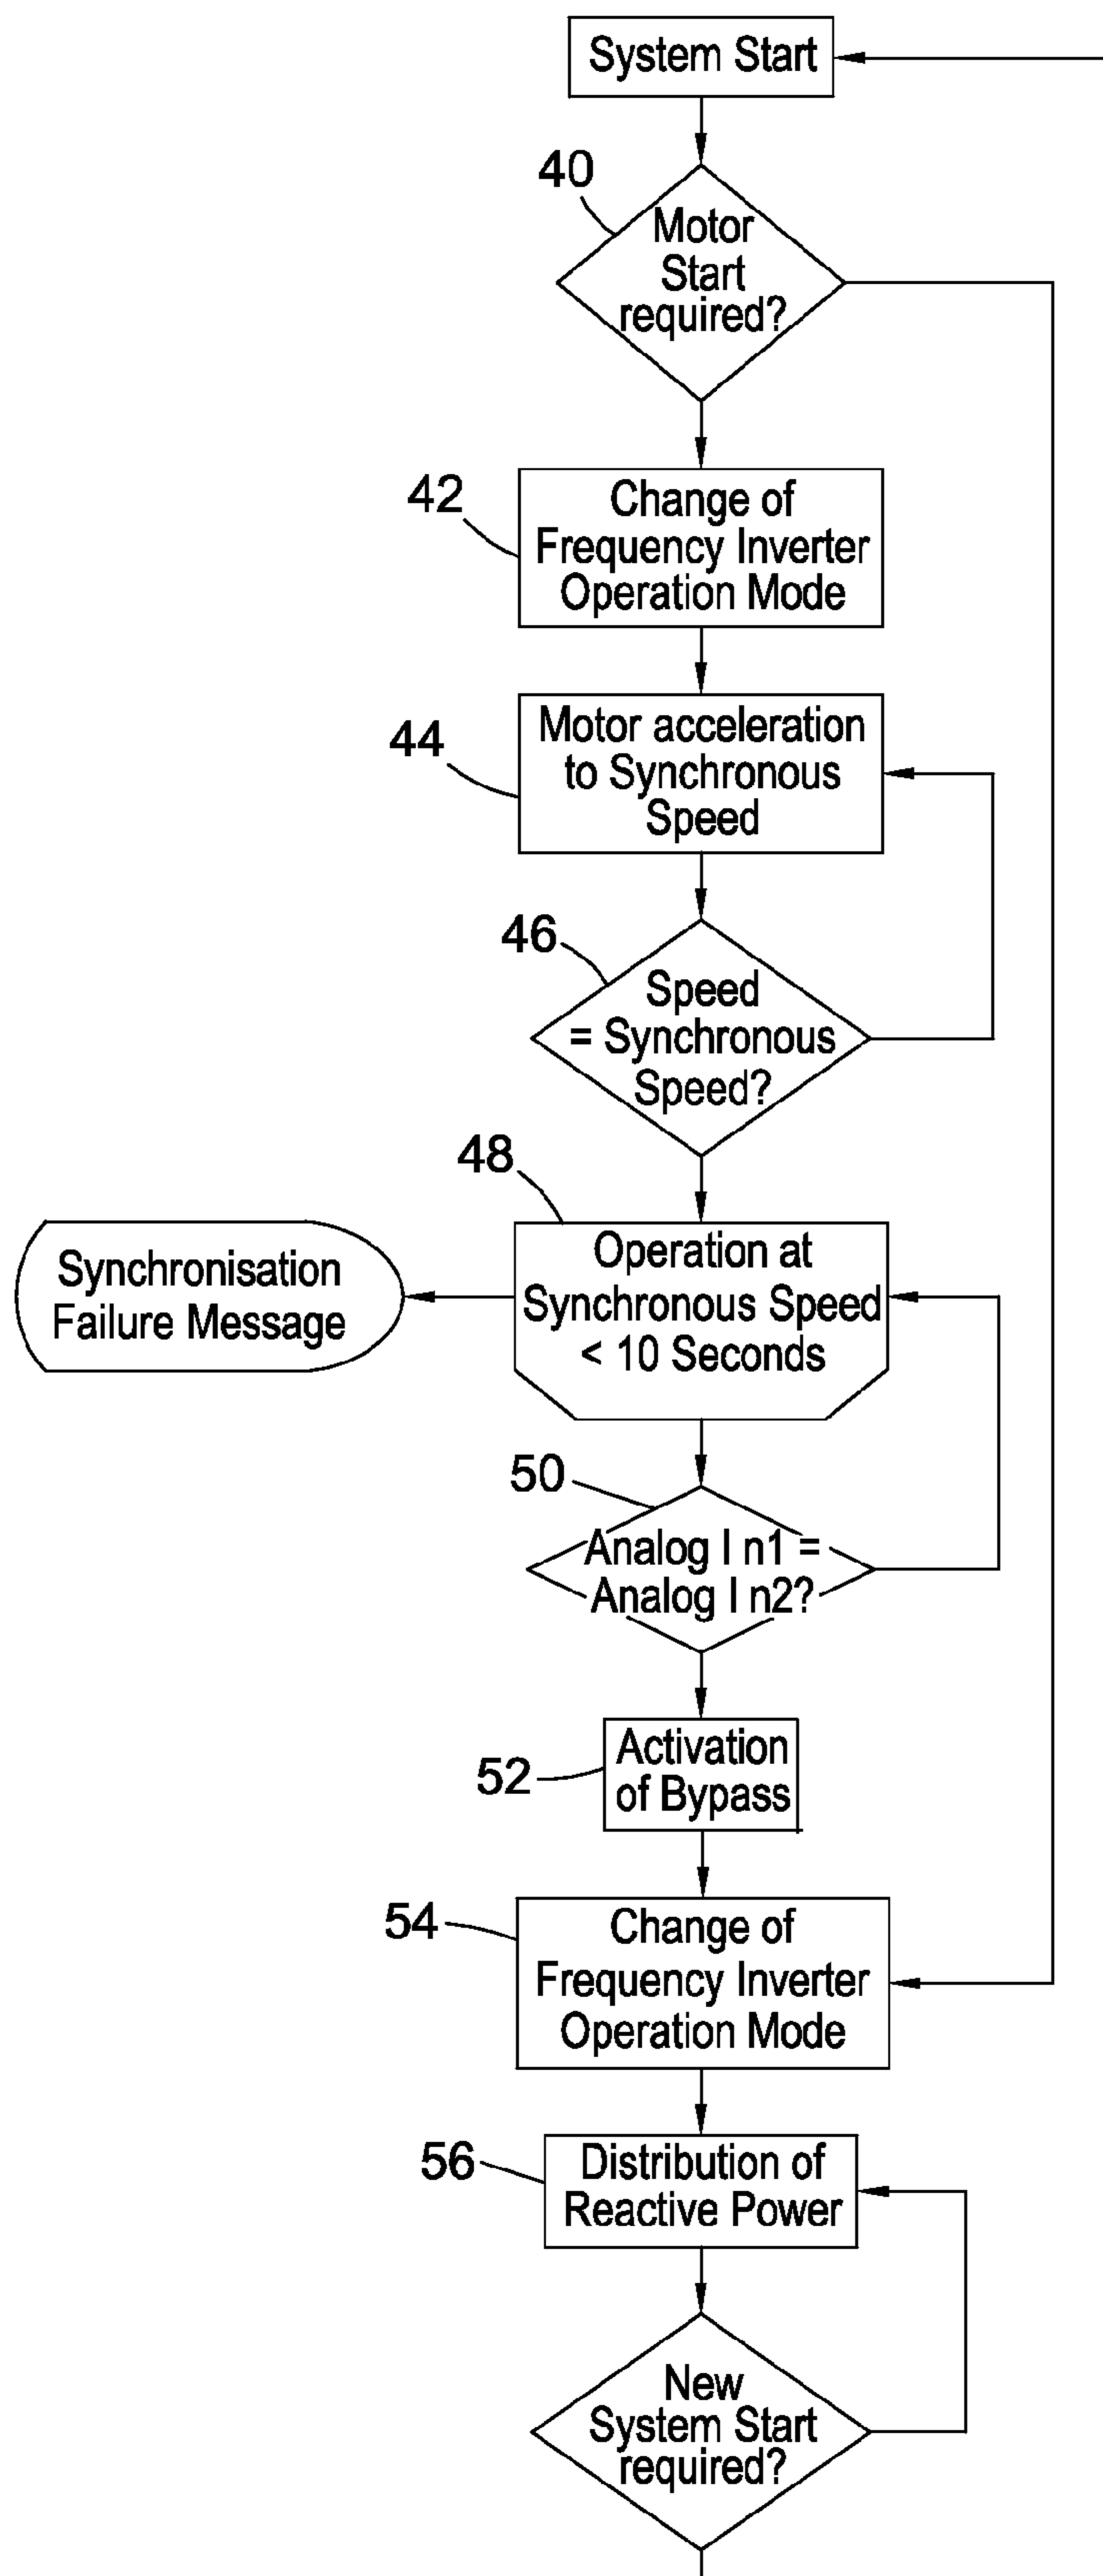 System Start
40
Motor
Start
required?
42
Change of
Frequency Inverter
Operation Mode
44
Motor acceleration
to Synchronous
Speed
46
Speed
= Synchronous
Speed?
48
Operation at
Synchronous Speed
< 10 Seconds
Synchronisation
Failure Message
50
Analog I n1 =
Analog I n2?
52
Activation
of Bypass
54
Change of
Frequency Inverter
Operation Mode
56
Distribution of
Reactive Power
New
System Start
required?